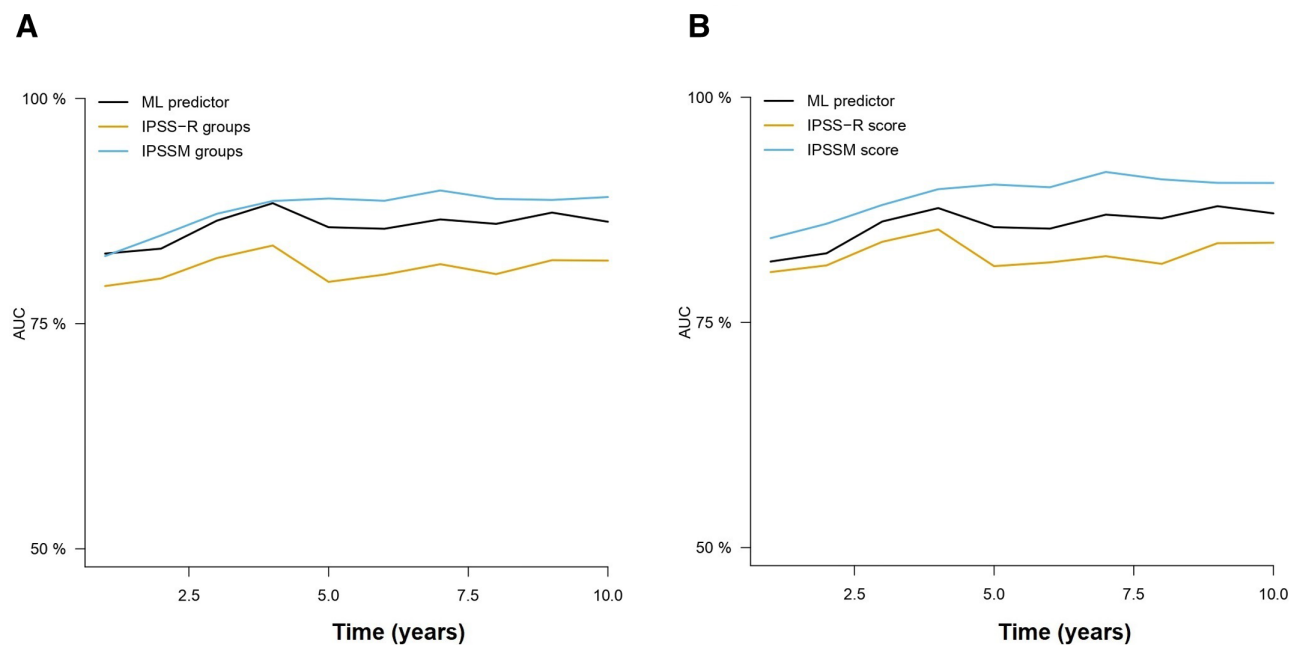 A
100 %
75 %
50 %
AUC
ML predictor
IPSS−R groups
IPSSM groups
2.5
5.0
7.5
10.0
Time (years)
B
100 %
75 %
50 %
AUC
ML predictor
IPSS−R score
IPSSM score
2.5
5.0
7.5
10.0
Time (years)